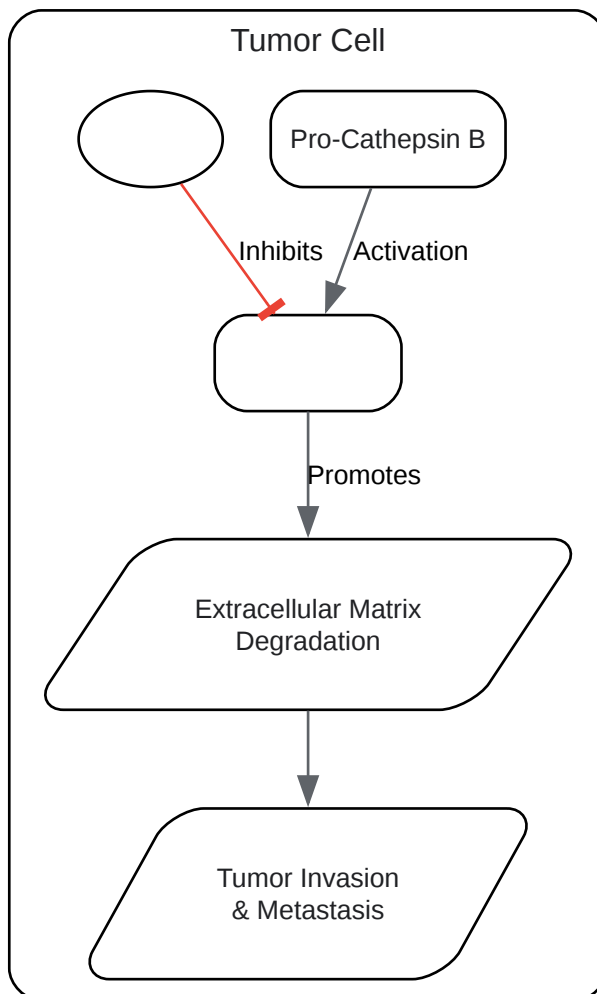 Tumor Cell
Pro-Cathepsin B
Inhibits
Activation
Promotes
Extracellular Matrix
Degradation
Tumor Invasion
& Metastasis